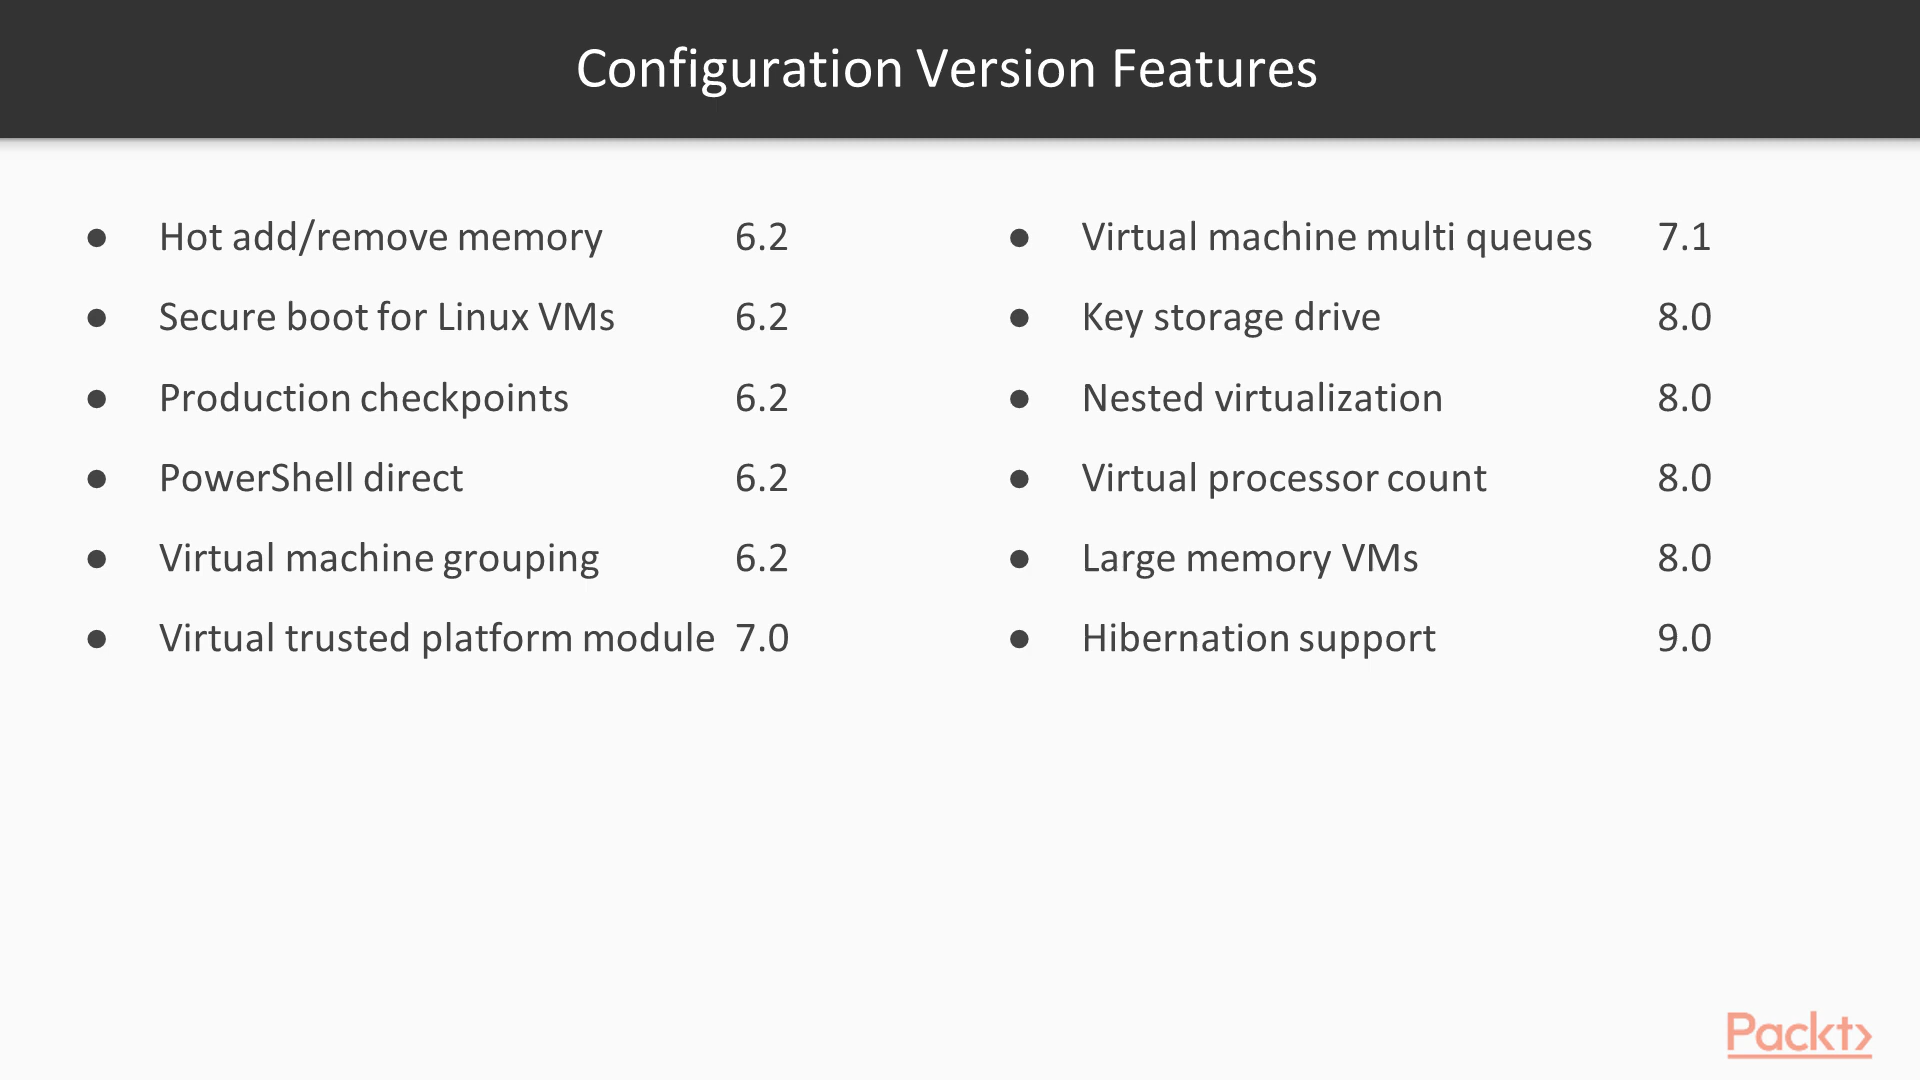 Configuration Version Features
● Hot add/remove memory 6.2
● Secure boot for Linux VMs 6.2
● Production checkpoints 6.2
● PowerShell direct 6.2
● Virtual machine grouping 6.2
● Virtual trusted platform module 7.0
● Virtual machine multi queues 7.1
● Key storage drive 8.0
● Nested virtualization 8.0
● Virtual processor count 8.0
● Large memory VMs 8.0
● Hibernation support 9.0
Packt>